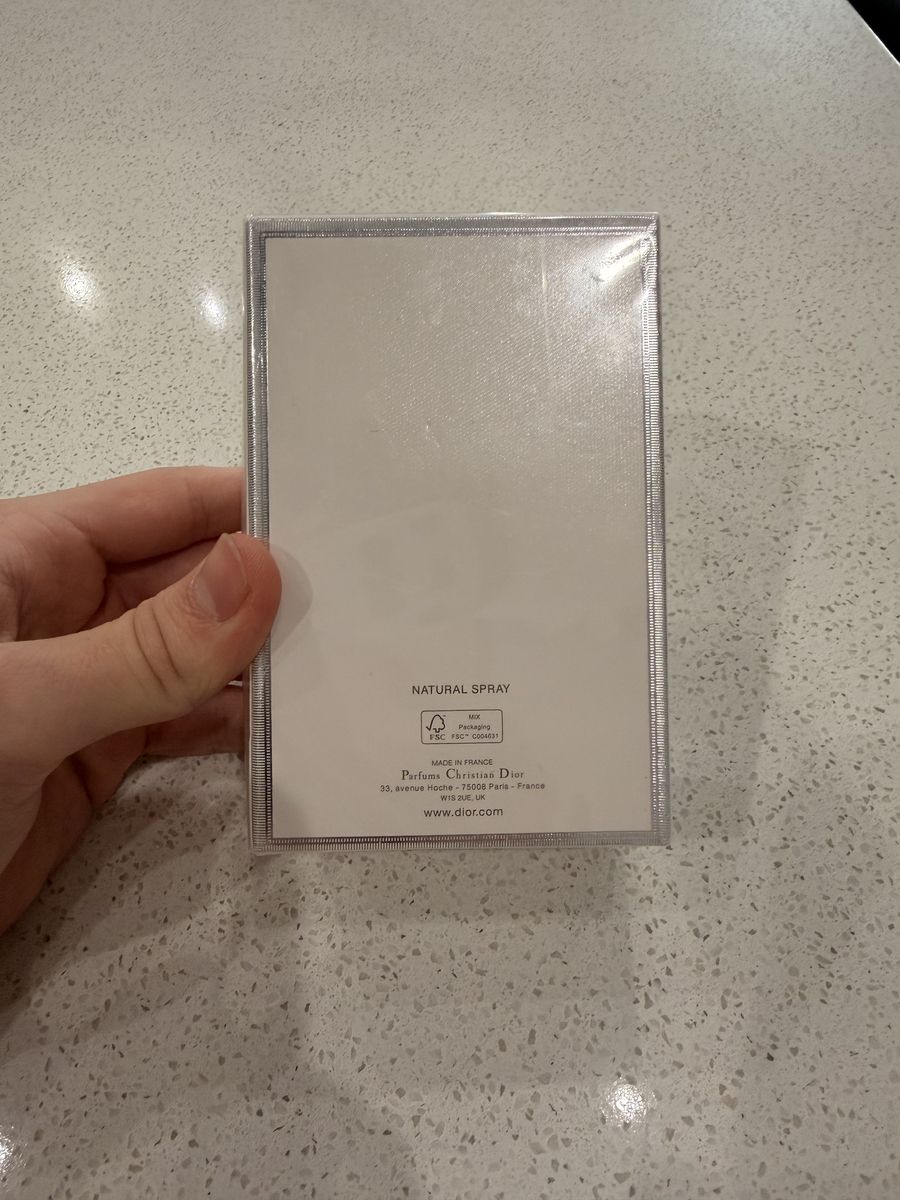 NATURAL SPRAY
FSC
MIX
Packaging
FSC™ C004631
MADE IN FRANCE
Parfums Christian Dior
33, avenue Hoche - 75008 Paris - France
W1S 2UE, UK
www.dior.com